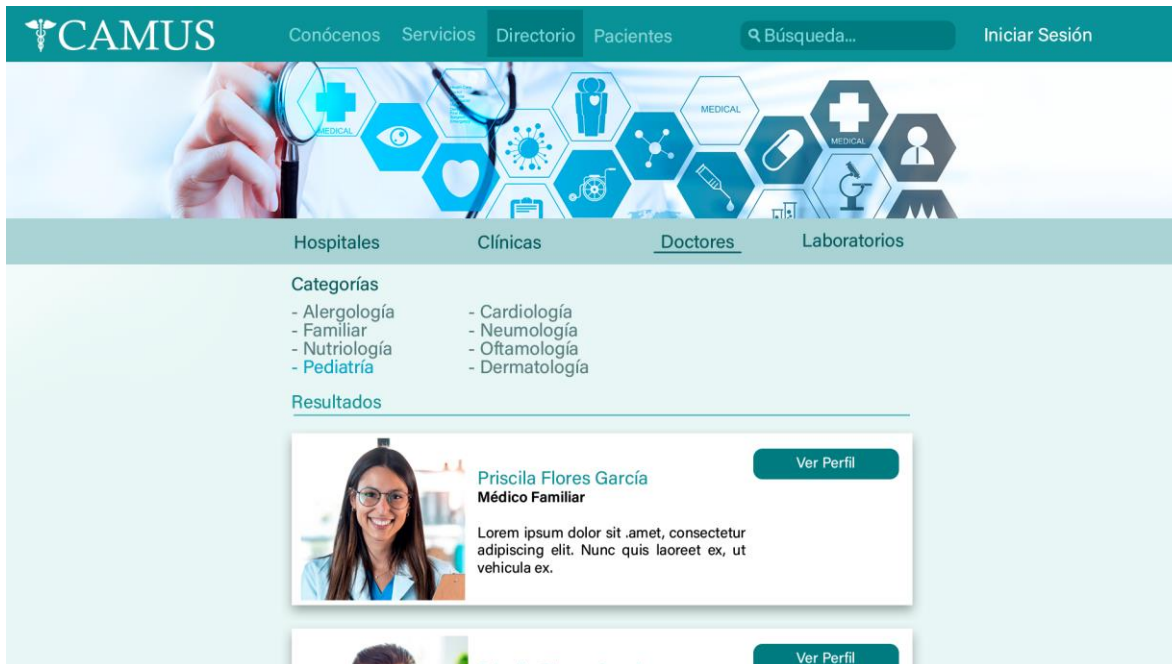 CAMUS
Conócenos Servicios Directorio Pacientes Búsqueda... Iniciar Sesión
MEDICAL
MEDICAL
MEDICAL
Hospitales Clínicas Doctores Laboratorios
Categorías
- Alergología - Cardiología
- Familiar - Neumología
- Nutriología - Oftamología
- Pediatría - Dermatología
Resultados
Ver Perfil
Priscila Flores García
Médico Familiar
Lorem ipsum dolor sit .amet, consectetur
adipiscing elit. Nunc quis laoreet ex, ut
vehicula ex.
Ver Perfil